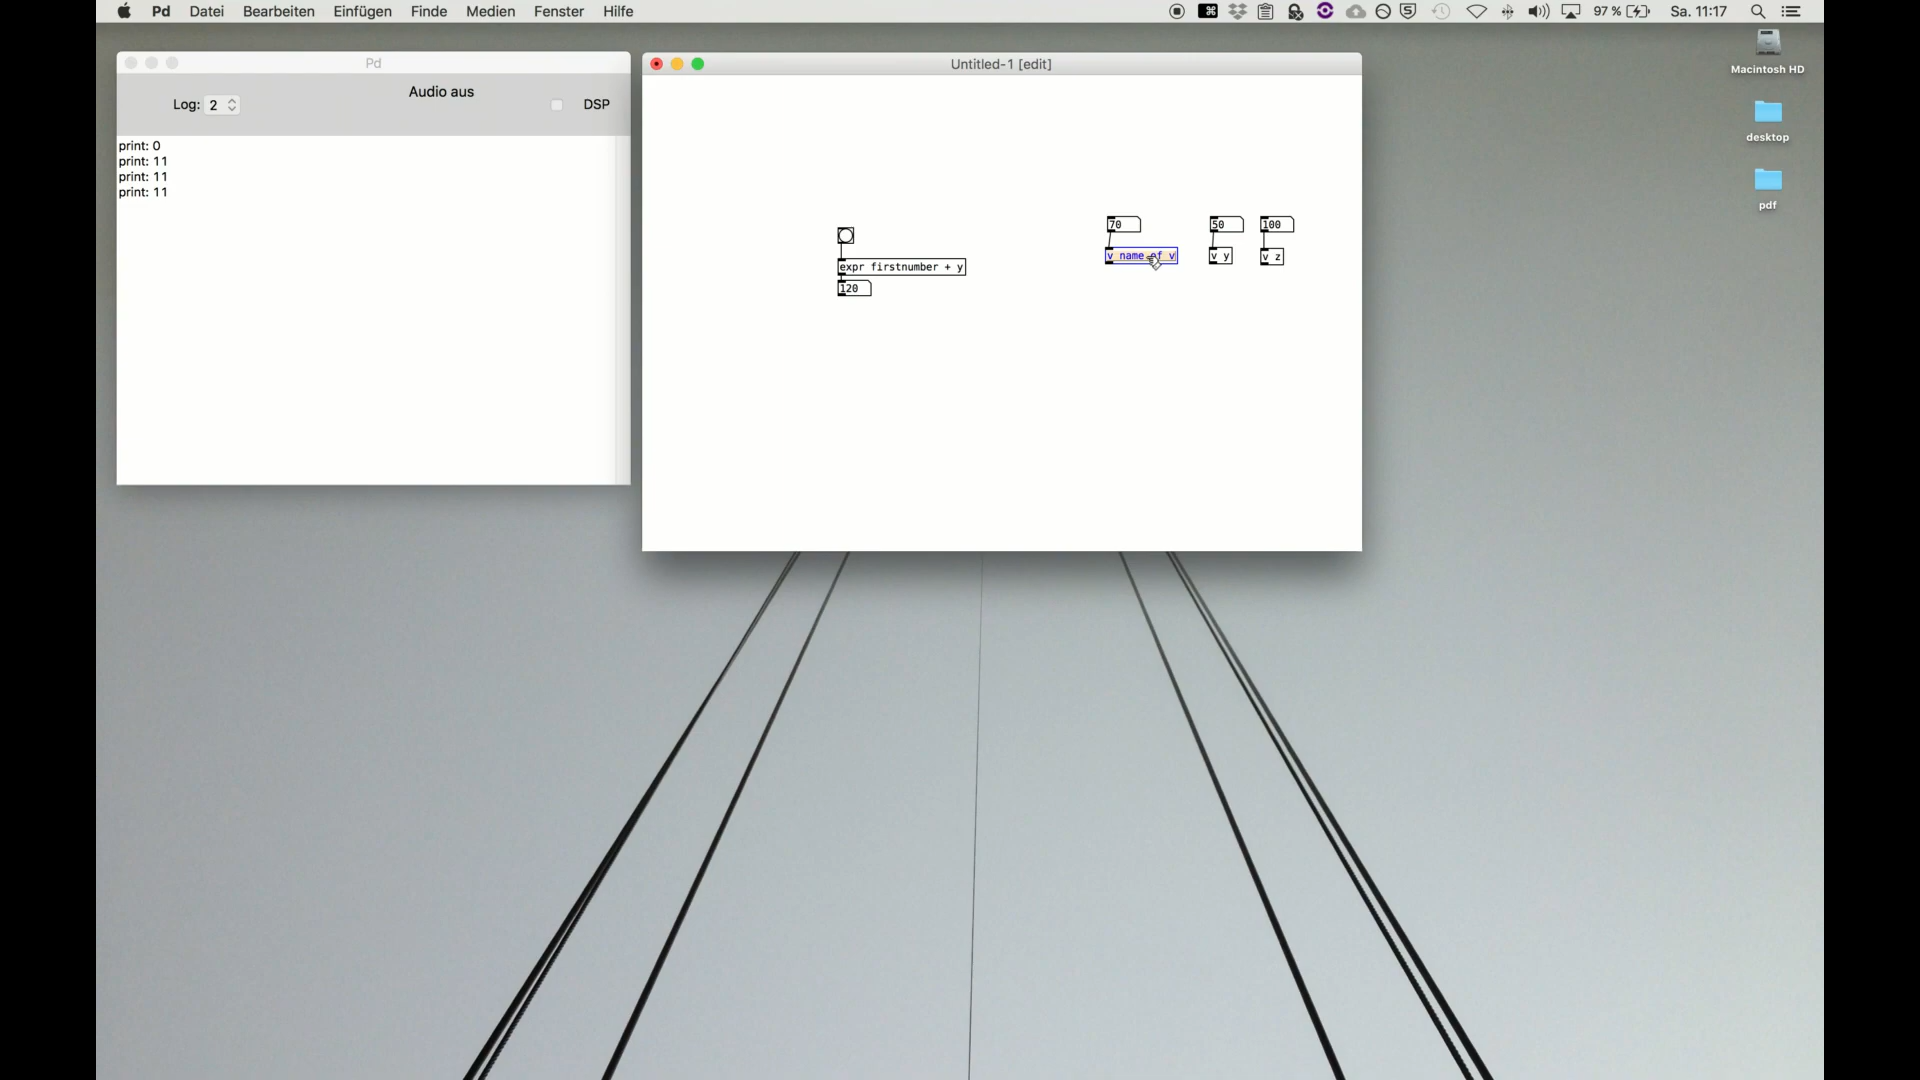 Pd Datei Bearbeiten Einfügen Finde Medien Fenster Hilfe 97 % Sa. 11:17
Pd
Audio aus
Log: 2 DSP
print: 0
print: 11
print: 11
print: 11
Untitled-1 [edit]
70 50 100
v name of v v y v z
expr firstnumber + y
120
Macintosh HD
desktop
pdf